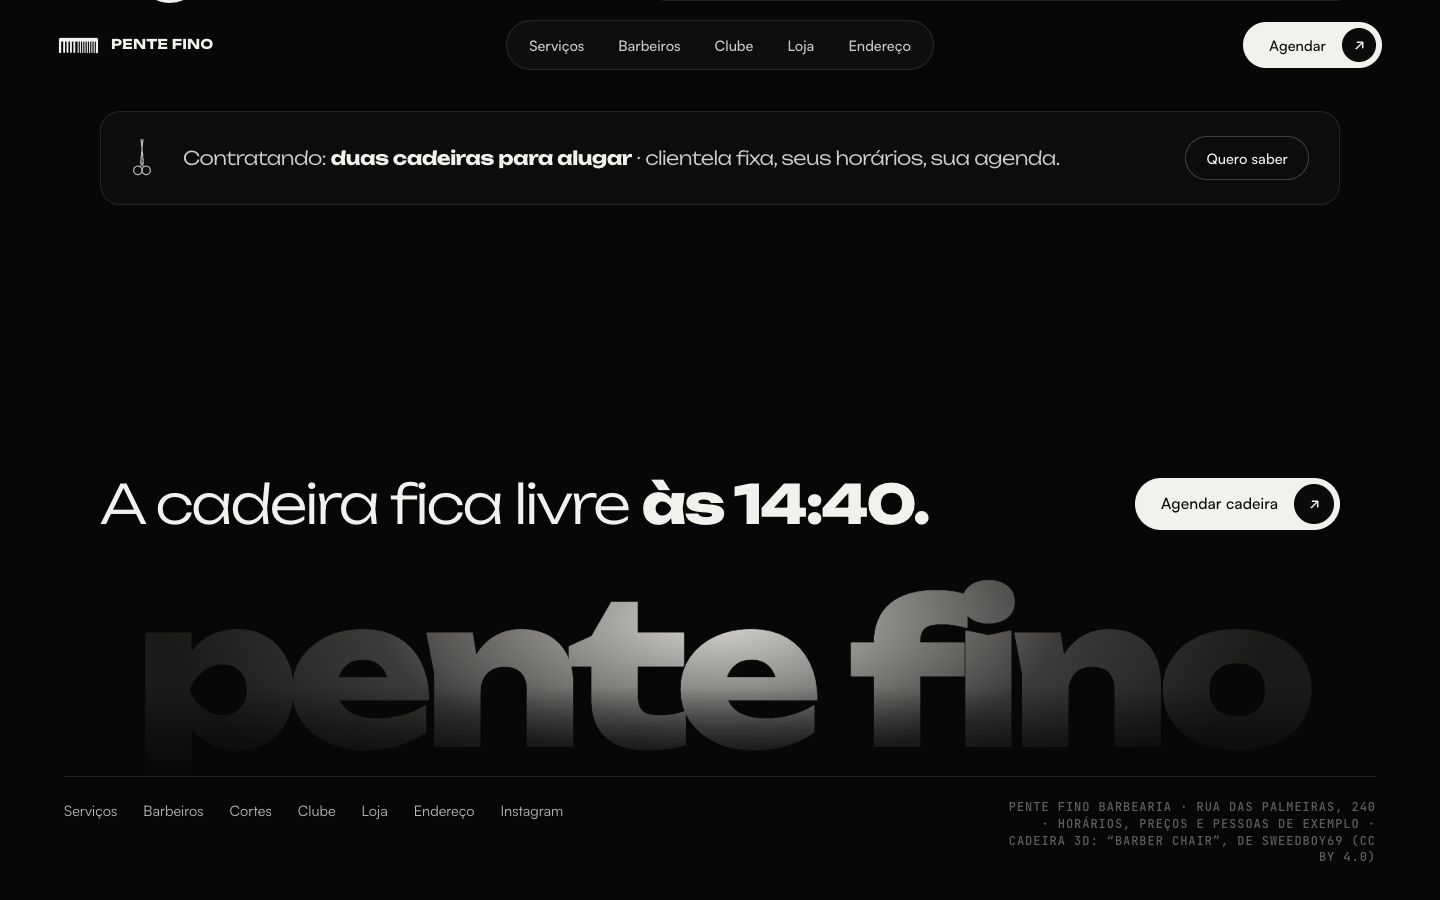 PENTE FINO
Serviços Barbeiros Clube Loja Endereço
Agendar
Contratando: duas cadeiras para alugar · clientela fixa, seus horários, sua agenda.
Quero saber
A cadeira fica livre às 14:40.
Agendar cadeira
pente fino
Serviços Barbeiros Cortes Clube Loja Endereço Instagram
PENTE FINO BARBEARIA · RUA DAS PALMEIRAS, 240
· HORÁRIOS, PREÇOS E PESSOAS DE EXEMPLO ·
CADEIRA 3D: “BARBER CHAIR”, DE SWEEDBOY69 (CC
BY 4.0)